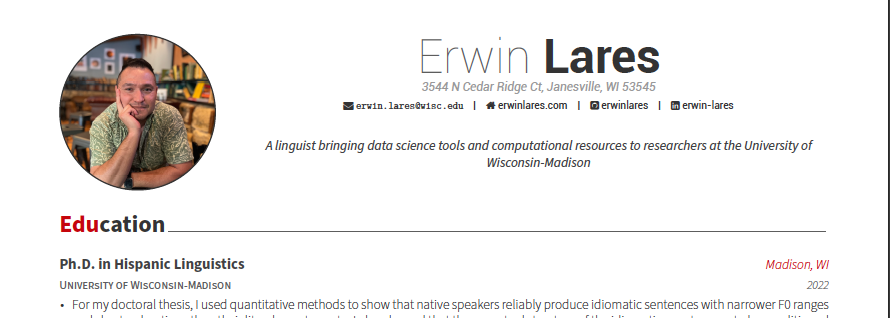 Erwin Lares
3544 N Cedar Ridge Ct, Janesville, WI 53545
erwin.lares@wisc.edu | erwinlares.com | erwinlares | erwin-lares
A linguist bringing data science tools and computational resources to researchers at the University of
Wisconsin-Madison
Education
Ph.D. in Hispanic Linguistics Madison, WI
University of Wisconsin-Madison 2022
• For my doctoral thesis, I used quantitative methods to show that native speakers reliably produce idiomatic sentences with narrower F0 ranges